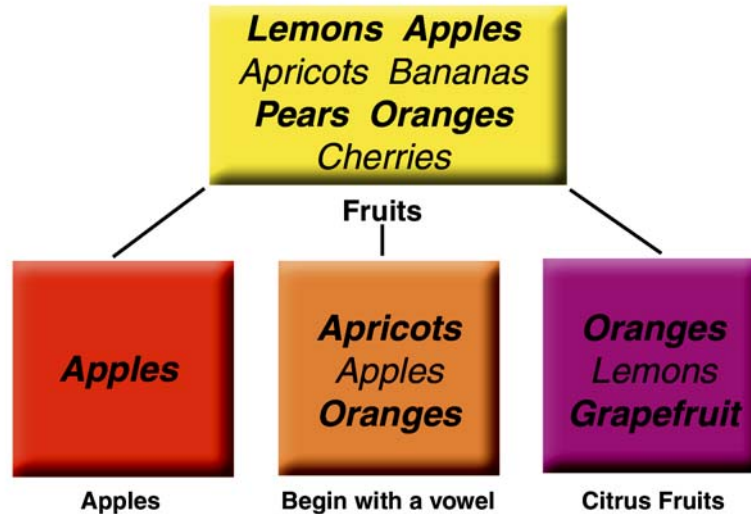 Lemons Apples
Apricots Bananas
Pears Oranges
Cherries
Fruits
Apples
Apples
Apricots
Apples
Oranges
Begin with a vowel
Oranges
Lemons
Grapefruit
Citrus Fruits